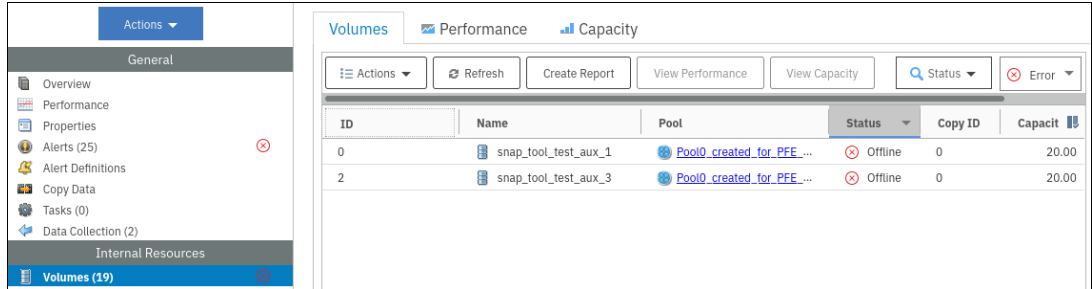 Actions
General
Overview
Performance
Properties
Alerts (25)
Alert Definitions
Copy Data
Tasks (0)
Data Collection (2)
Internal Resources
Volumes (19)
Volumes Performance Capacity
Actions Refresh Create Report View Performance View Capacity Status Error
ID Name Pool Status Copy ID Capacit
0 snap_tool_test_aux_1 Pool0_created_for_PFE_... Offline 0 20.00
2 snap_tool_test_aux_3 Pool0_created_for_PFE_... Offline 0 20.00